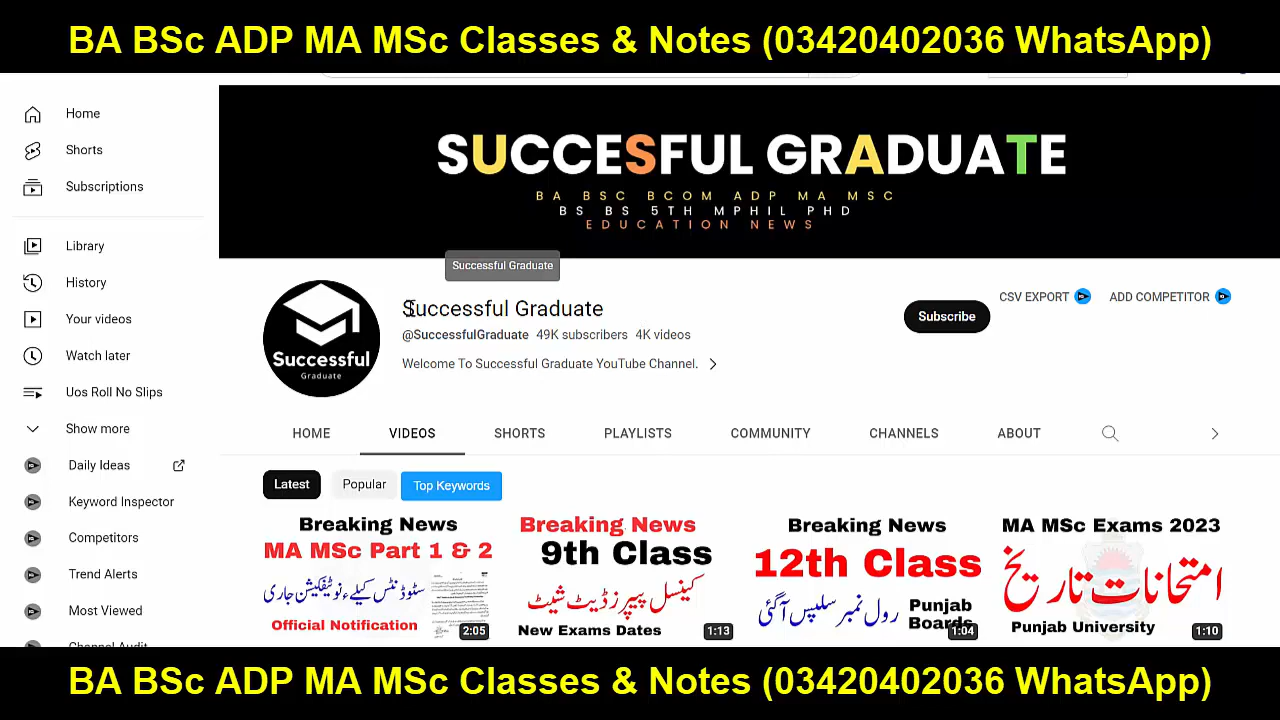 BA BSc ADP MA MSc Classes & Notes (03420402036 WhatsApp)
Home
Shorts
Subscriptions
Library
History
Your videos
Watch later
Uos Roll No Slips
Show more
Daily Ideas
Keyword Inspector
Competitors
Trend Alerts
Most Viewed
Channel Audit
SUCCESFUL GRADUATE
BA BSC BCOM ADP MA MSC
BS BS 5TH MPHIL PHD
EDUCATION NEWS
Successful Graduate
Successful
Graduate
Successful Graduate
@SuccessfulGraduate 49K subscribers 4K videos
Welcome To Successful Graduate YouTube Channel.
Subscribe
CSV EXPORT
ADD COMPETITOR
HOME VIDEOS SHORTS PLAYLISTS COMMUNITY CHANNELS ABOUT
Latest Popular Top Keywords
Breaking News
MA MSc Part 1 & 2
سٹوڈنٹس کیلئے نوٹیفکیشن جاری
Official Notification
2:05
Breaking News
9th Class
کینسل پیپرز ڈیٹ شیٹ
New Exams Dates
1:13
Breaking News
12th Class
رول نمبر سلپس آگئی
Punjab
Boards
1:04
MA MSc Exams 2023
امتحانات تاریخ
Punjab University
1:10
BA BSc ADP MA MSc Classes & Notes (03420402036 WhatsApp)